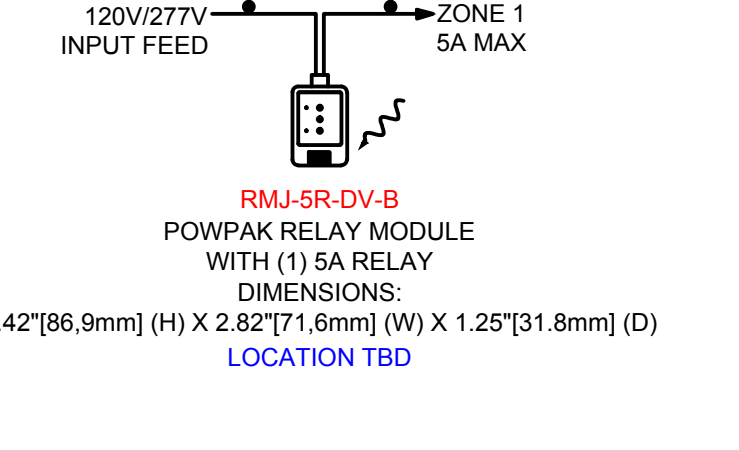 120V/277V
INPUT FEED
ZONE 1
5A MAX
RMJ-5R-DV-B
POWPAK RELAY MODULE
WITH (1) 5A RELAY
DIMENSIONS:
.42"[86,9mm] (H) X 2.82"[71,6mm] (W) X 1.25"[31.8mm] (D)
LOCATION TBD